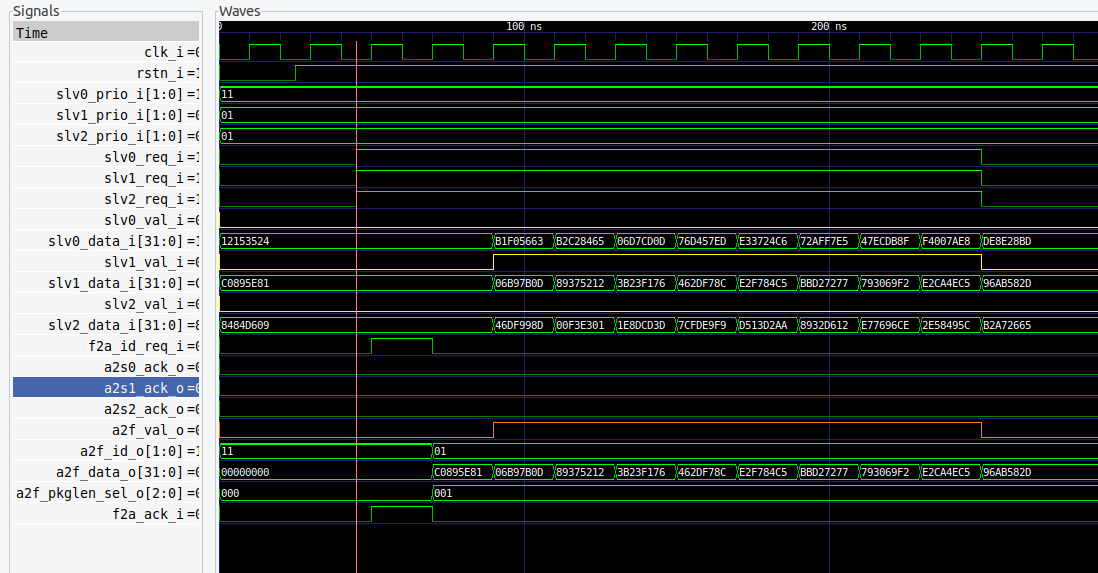 Signals Waves
Time 0 100 ns 200 ns
clk_i =0
rstn_i =1
slv0_prio_i[1:0] =1 11
slv1_prio_i[1:0] =0 01
slv2_prio_i[1:0] =0 01
slv0_req_i =1
slv1_req_i =1
slv2_req_i =1
slv0_val_i =0
slv0_data_i[31:0] =1 12153524 B1F05663 B2C28465 06D7CD0D 76D457ED E33724C6 72AFF7E5 47ECDB8F F4007AE8 DE8E28BD
slv1_val_i =0
slv1_data_i[31:0] =C C0895E81 06B97B0D 89375212 3B23F176 462DF78C E2F784C5 BBD27277 793069F2 E2CA4EC5 96AB582D
slv2_val_i =0
slv2_data_i[31:0] =8 8484D609 46DF998D 00F3E301 1E8DCD3D 7CFDE9F9 D513D2AA 8932D612 E77696CE 2E58495C B2A72665
f2a_id_req_i =0
a2s0_ack_o =0
a2s1_ack_o =0
a2s2_ack_o =0
a2f_val_o =0
a2f_id_o[1:0] =1 11 01
a2f_data_o[31:0] =0 00000000 C0895E81 06B97B0D 89375212 3B23F176 462DF78C E2F784C5 BBD27277 793069F2 E2CA4EC5 96AB582D
a2f_pkglen_sel_o[2:0] =0 000 001
f2a_ack_i =0